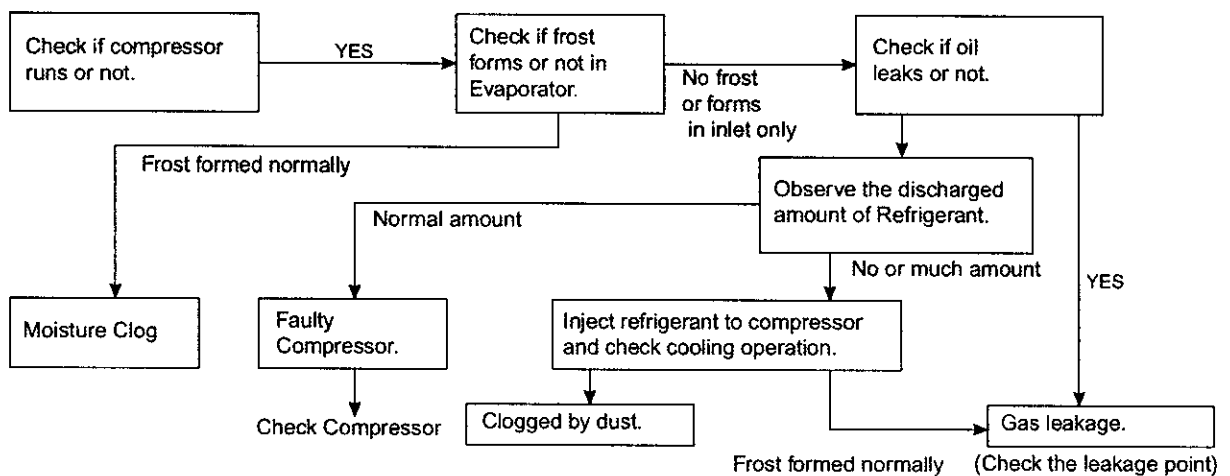 Check if compressor
runs or not.
YES
Check if frost
forms or not in
Evaporator.
No frost
or forms
in inlet only
Check if oil
leaks or not.
Frost formed normally
Observe the discharged
amount of Refrigerant.
Normal amount
No or much amount
YES
Moisture Clog
Faulty
Compressor.
Inject refrigerant to compressor
and check cooling operation.
Check Compressor
Clogged by dust.
Gas leakage.
Frost formed normally
(Check the leakage point)